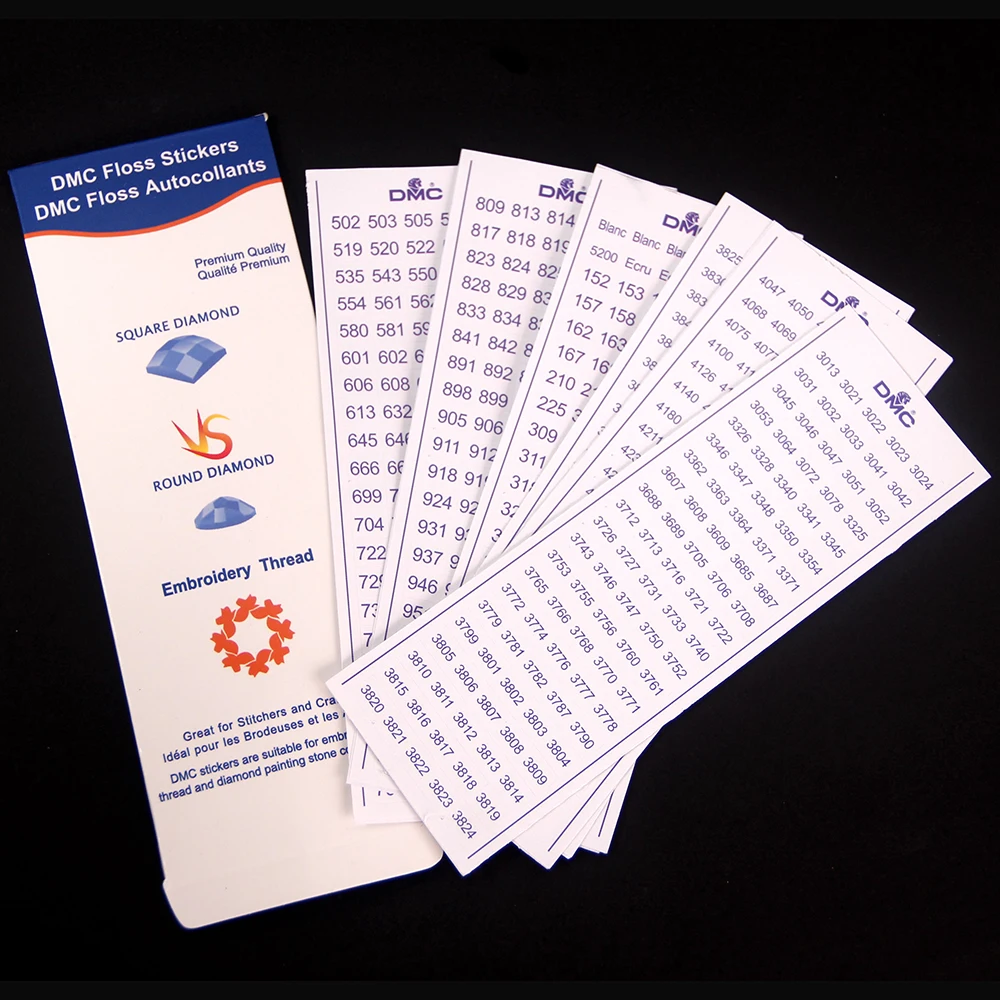 DMC Floss Stickers
DMC Floss Autocollants
Premium Quality
Qualité Premium
SQUARE DIAMOND
VS
ROUND DIAMOND
Embroidery Thread
Great for Stitchers and
Idéal pour les Brodeuses et les
DMC stickers are suitable for
thread and diamond painting stone
DMC
502 503 505
519 520 522
535 543 550
554 561 562
580 581
601 602
606 608
613 632
645 646
666
699
704
722
DMC
809 813 814
817 818 819
823 824
828 829
833 834
841 842
891 892
898 899
905 906
911 912
918
924
931
937
946
DMC
Blanc Blanc Blanc
5200 Ecru
152 153
157 158
162 163
167
210
225
309
311
3825
DMC
4047 4050
4068 4069
4075 4077
4100
4126
4140
4180
4211
DMC
3013 3021 3022 3023 3024
3031 3032 3033 3041 3042
3045 3046 3047 3051 3052
3053 3064 3072 3078 3325
3326 3328 3340 3341 3345
3346 3347 3348 3350 3354
3362 3363 3364 3371 3371
3607 3608 3609 3685 3687
3688 3689 3705 3706 3708
3712 3713 3716 3721 3722
3726 3727 3731 3733 3740
3743 3746 3747 3750 3752
3753 3755 3756 3760 3761
3765 3766 3768 3770 3771
3772 3774 3776 3777 3778
3779 3781 3782 3787 3790
3799 3801 3802 3803 3804
3805 3806 3807 3808 3809
3810 3811 3812 3813 3814
3815 3816 3817 3818 3819
3820 3821 3822 3823 3824